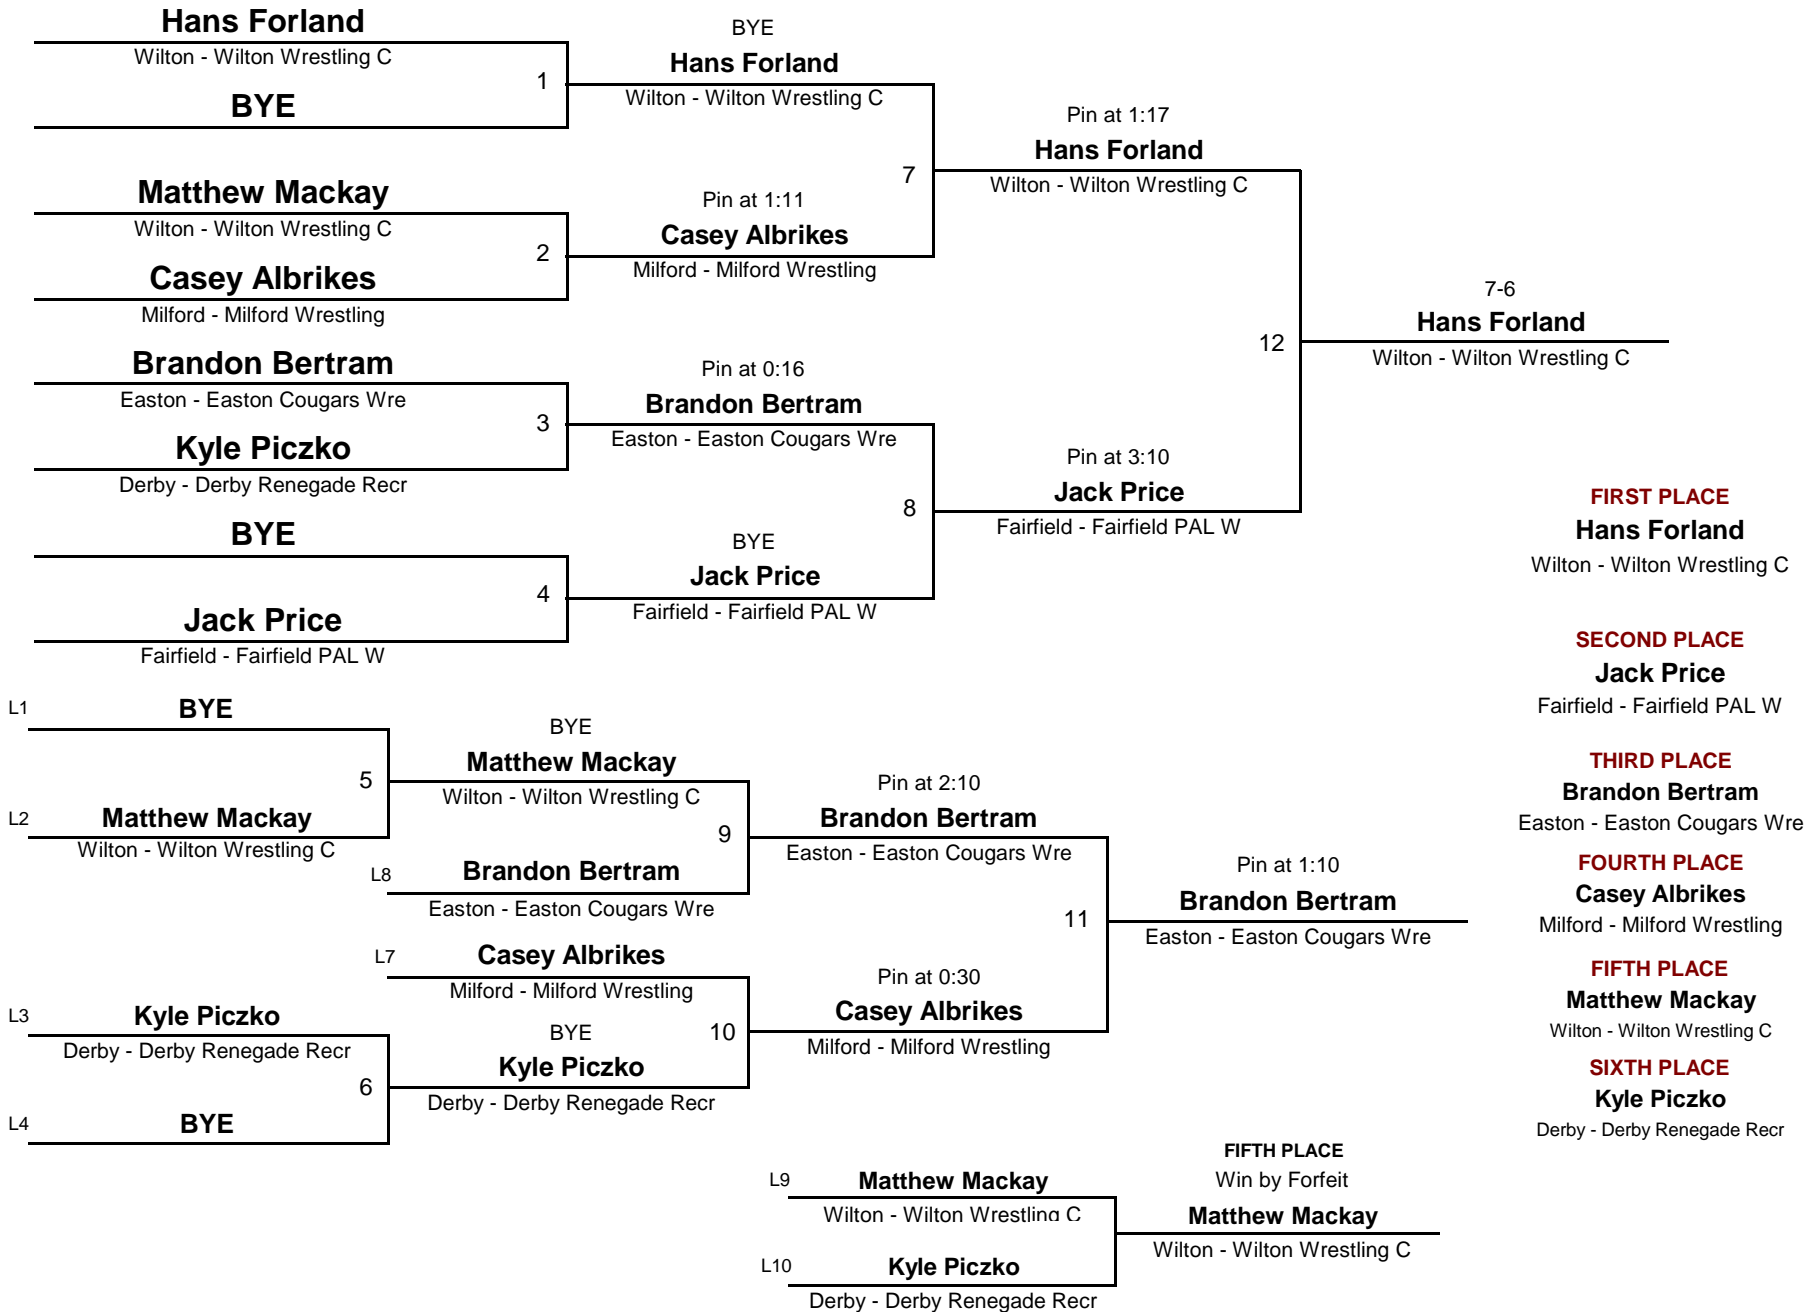 Hans Forland
Wilton - Wilton Wrestling C
1
BYE
BYE
Hans Forland
Wilton - Wilton Wrestling C
Matthew Mackay
Wilton - Wilton Wrestling C
2
Casey Albrikes
Milford - Milford Wrestling
Pin at 1:11
Casey Albrikes
Milford - Milford Wrestling
7
Pin at 1:17
Hans Forland
Wilton - Wilton Wrestling C
Brandon Bertram
Easton - Easton Cougars Wre
3
Kyle Piczko
Derby - Derby Renegade Recr
Pin at 0:16
Brandon Bertram
Easton - Easton Cougars Wre
BYE
4
Jack Price
Fairfield - Fairfield PAL W
BYE
Jack Price
Fairfield - Fairfield PAL W
8
Pin at 3:10
Jack Price
Fairfield - Fairfield PAL W
12
7-6
Hans Forland
Wilton - Wilton Wrestling C
L1
BYE
5
L2
Matthew Mackay
Wilton - Wilton Wrestling C
BYE
Matthew Mackay
Wilton - Wilton Wrestling C
9
L8
Brandon Bertram
Easton - Easton Cougars Wre
Pin at 2:10
Brandon Bertram
Easton - Easton Cougars Wre
L7
Casey Albrikes
Milford - Milford Wrestling
L3
Kyle Piczko
Derby - Derby Renegade Recr
6
L4
BYE
BYE
Kyle Piczko
Derby - Derby Renegade Recr
10
Pin at 0:30
Casey Albrikes
Milford - Milford Wrestling
11
Pin at 1:10
Brandon Bertram
Easton - Easton Cougars Wre
L9
Matthew Mackay
Wilton - Wilton Wrestling C
L10
Kyle Piczko
Derby - Derby Renegade Recr
FIFTH PLACE
Win by Forfeit
Matthew Mackay
Wilton - Wilton Wrestling C
FIRST PLACE
Hans Forland
Wilton - Wilton Wrestling C
SECOND PLACE
Jack Price
Fairfield - Fairfield PAL W
THIRD PLACE
Brandon Bertram
Easton - Easton Cougars Wre
FOURTH PLACE
Casey Albrikes
Milford - Milford Wrestling
FIFTH PLACE
Matthew Mackay
Wilton - Wilton Wrestling C
SIXTH PLACE
Kyle Piczko
Derby - Derby Renegade Recr